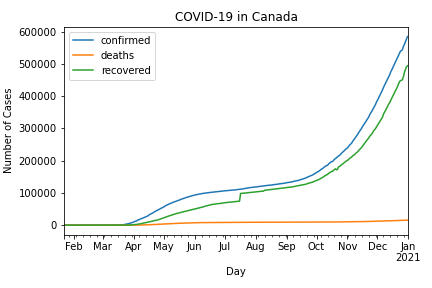 COVID-19 in Canada
confirmed
deaths
recovered
Number of Cases
600000
500000
400000
300000
200000
100000
0
Feb Mar Apr May Jun Jul Aug Sep Oct Nov Dec Jan
2021
Day